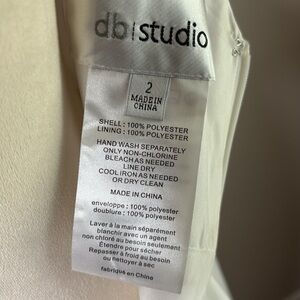 db|studio
2
MADE IN
CHINA
SHELL : 100% POLYESTER
LINING : 100% POLYESTER
HAND WASH SEPARATELY
ONLY NON-CHLORINE
BLEACH AS NEEDED
LINE DRY
COOL IRON AS NEEDED
OR DRY CLEAN
MADE IN CHINA
enveloppe : 100% polyester
doublure : 100% polyester
Laver à la main séparément
blanchir avec un agent
non chloré au besoin
Étendre pour sécher
Repasser à froid au besoin
ou nettoyer à sec
fabriqué en Chine